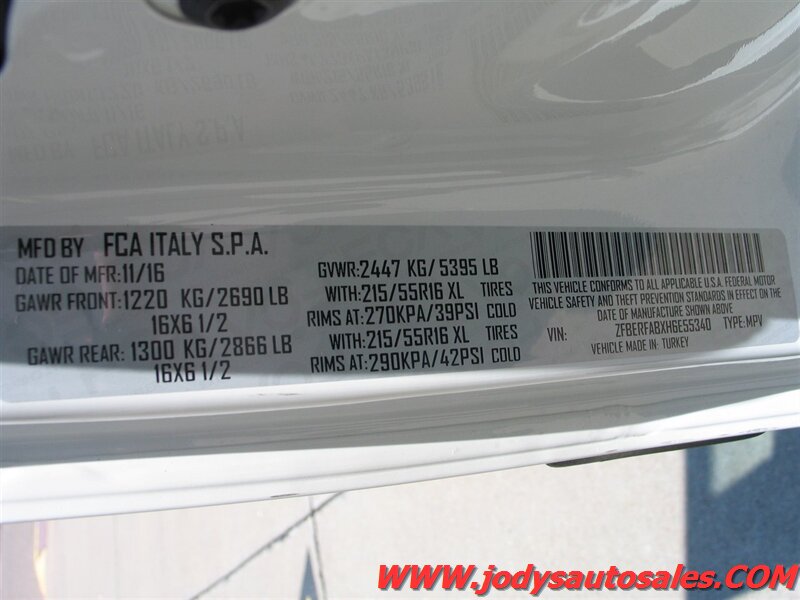 MFD BY FCA ITALY S.P.A.
DATE OF MFR:11/16
GAWR FRONT:1220 KG/2690 LB
16X6 1/2
GAWR REAR: 1300 KG/2866 LB
16X6 1/2
GVWR:2447 KG/5395 LB
WITH:215/55R16 XL TIRES
RIMS AT:270KPA/39PSI COLD
WITH:215/55R16 XL TIRES
RIMS AT:290KPA/42PSI COLD
THIS VEHICLE CONFORMS TO ALL APPLICABLE U.S.A. FEDERAL MOTOR
VEHICLE SAFETY AND THEFT PREVENTION STANDARDS IN EFFECT ON THE
DATE OF MANUFACTURE SHOWN ABOVE
VIN: ZFBERFABXH6E55340 TYPE:MPV
VEHICLE MADE IN: TURKEY
WWW.jodysautosales.COM